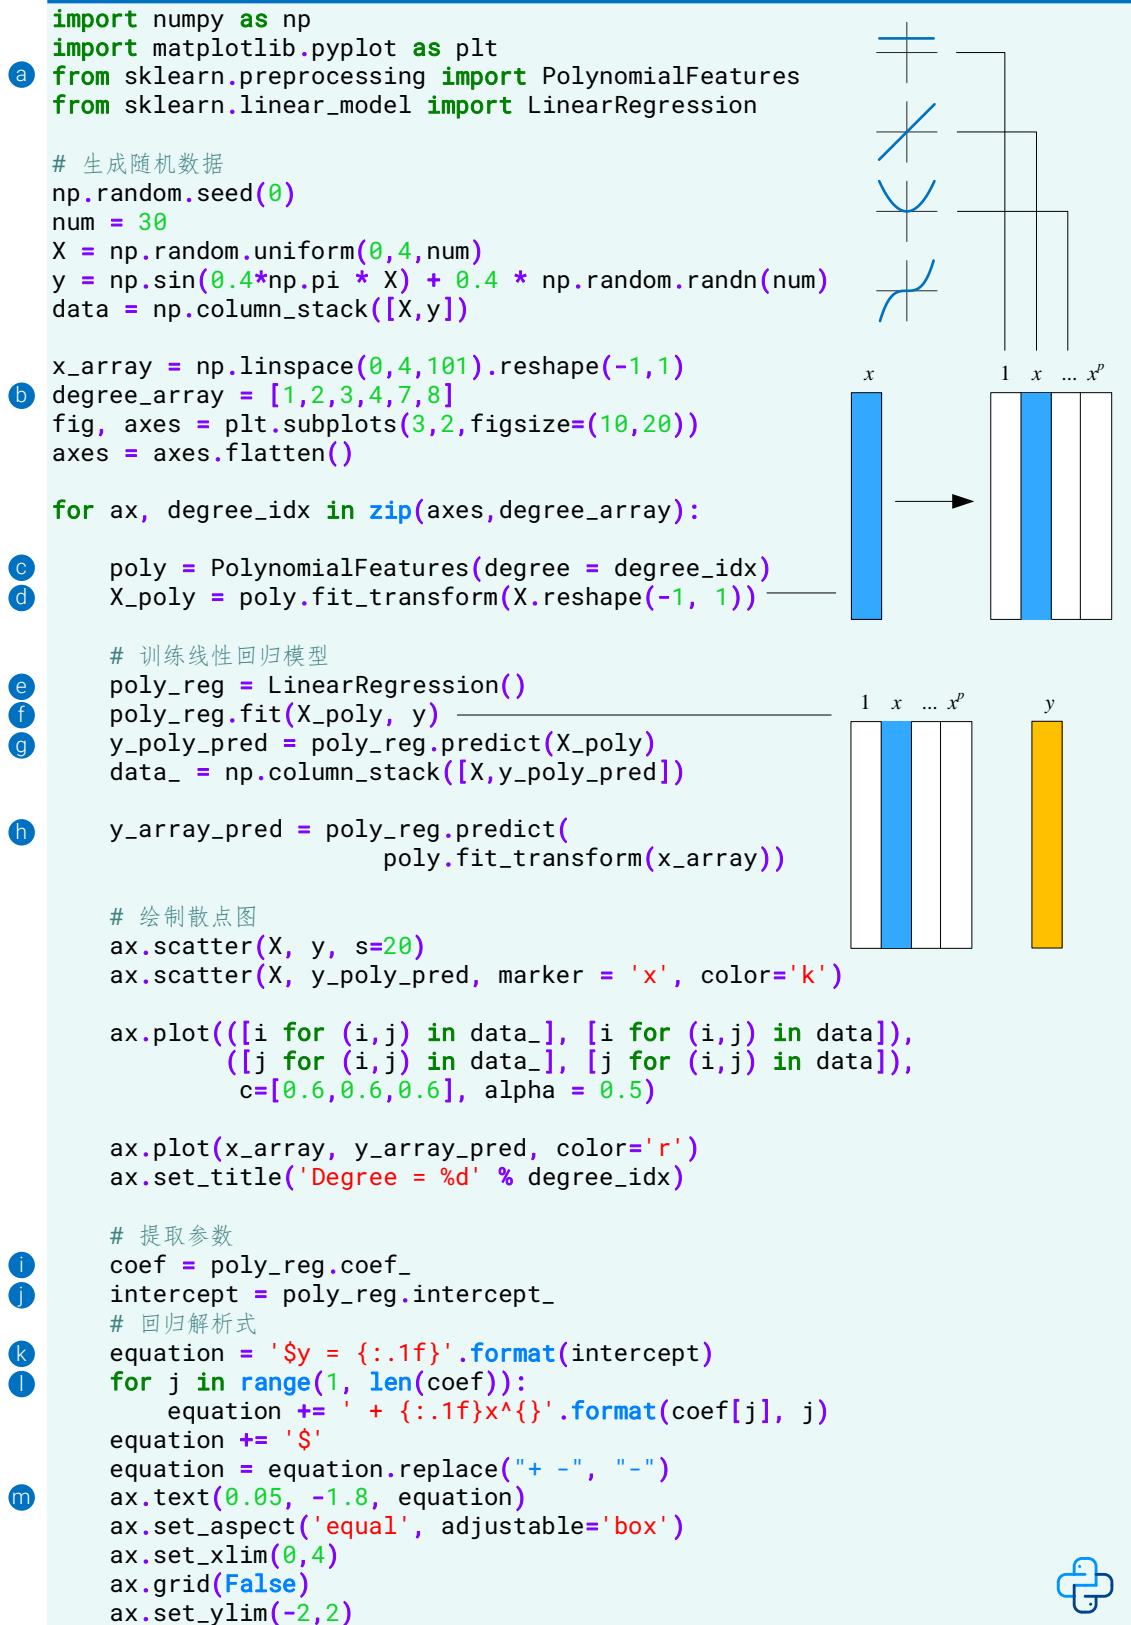 import numpy as np
import matplotlib.pyplot as plt
a from sklearn.preprocessing import PolynomialFeatures
from sklearn.linear_model import LinearRegression
# 生成随机数据
np.random.seed(0)
num = 30
X = np.random.uniform(0,4,num)
y = np.sin(0.4*np.pi * X) + 0.4 * np.random.randn(num)
data = np.column_stack([X,y])
x_array = np.linspace(0,4,101).reshape(-1,1)
b degree_array = [1,2,3,4,7,8]
fig, axes = plt.subplots(3,2,figsize=(10,20))
axes = axes.flatten()
for ax, degree_idx in zip(axes,degree_array):
c poly = PolynomialFeatures(degree = degree_idx)
d X_poly = poly.fit_transform(X.reshape(-1, 1))
x
1 x ... x^p
# 训练线性回归模型
e poly_reg = LinearRegression()
f poly_reg.fit(X_poly, y)
g y_poly_pred = poly_reg.predict(X_poly)
data_ = np.column_stack([X,y_poly_pred])
1 x ... x^p
y
h y_array_pred = poly_reg.predict(
poly.fit_transform(x_array))
# 绘制散点图
ax.scatter(X, y, s=20)
ax.scatter(X, y_poly_pred, marker = 'x', color='k')
ax.plot(([i for (i,j) in data_], [i for (i,j) in data]),
([j for (i,j) in data_], [j for (i,j) in data]),
c=[0.6,0.6,0.6], alpha = 0.5)
ax.plot(x_array, y_array_pred, color='r')
ax.set_title('Degree = %d' % degree_idx)
# 提取参数
i coef = poly_reg.coef_
j intercept = poly_reg.intercept_
# 回归解析式
k equation = '$y = {:.1f}'.format(intercept)
l for j in range(1, len(coef)):
equation += ' + {:.1f}x^{}'.format(coef[j], j)
equation += '$'
equation = equation.replace("+ -", "-")
m ax.text(0.05, -1.8, equation)
ax.set_aspect('equal', adjustable='box')
ax.set_xlim(0,4)
ax.grid(False)
ax.set_ylim(-2,2)